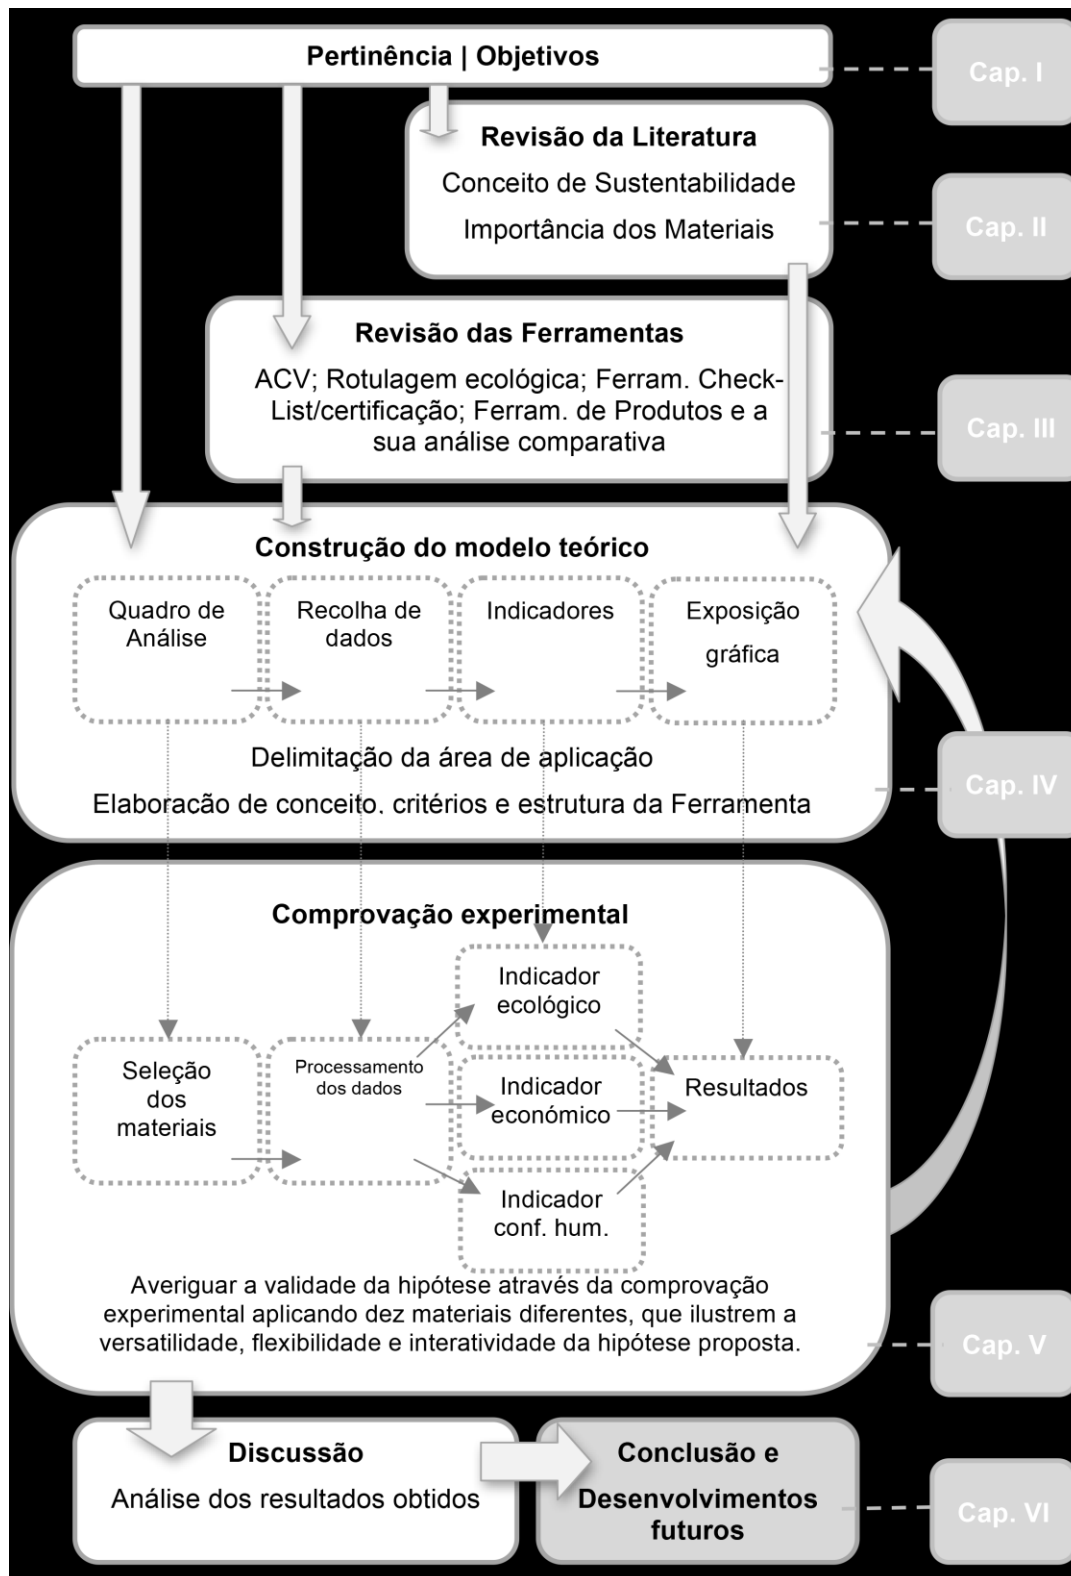 Pertinência | Objetivos
Cap. I
Revisão da Literatura
Conceito de Sustentabilidade
Importância dos Materiais
Cap. II
Revisão das Ferramentas
ACV; Rotulagem ecológica; Ferram. Check-
List/certificação; Ferram. de Produtos e a
sua análise comparativa
Cap. III
Construção do modelo teórico
Quadro de
Análise
Recolha de
dados
Indicadores
Exposição
gráfica
Delimitação da área de aplicação
Elaboração de conceito, critérios e estrutura da Ferramenta
Cap. IV
Comprovação experimental
Seleção
dos
materiais
Processamento
dos dados
Indicador
ecológico
Indicador
económico
Indicador
conf. hum.
Resultados
Averiguar a validade da hipótese através da comprovação
experimental aplicando dez materiais diferentes, que ilustrem a
versatilidade, flexibilidade e interatividade da hipótese proposta.
Cap. V
Discussão
Análise dos resultados obtidos
Conclusão e
Desenvolvimentos
futuros
Cap. VI